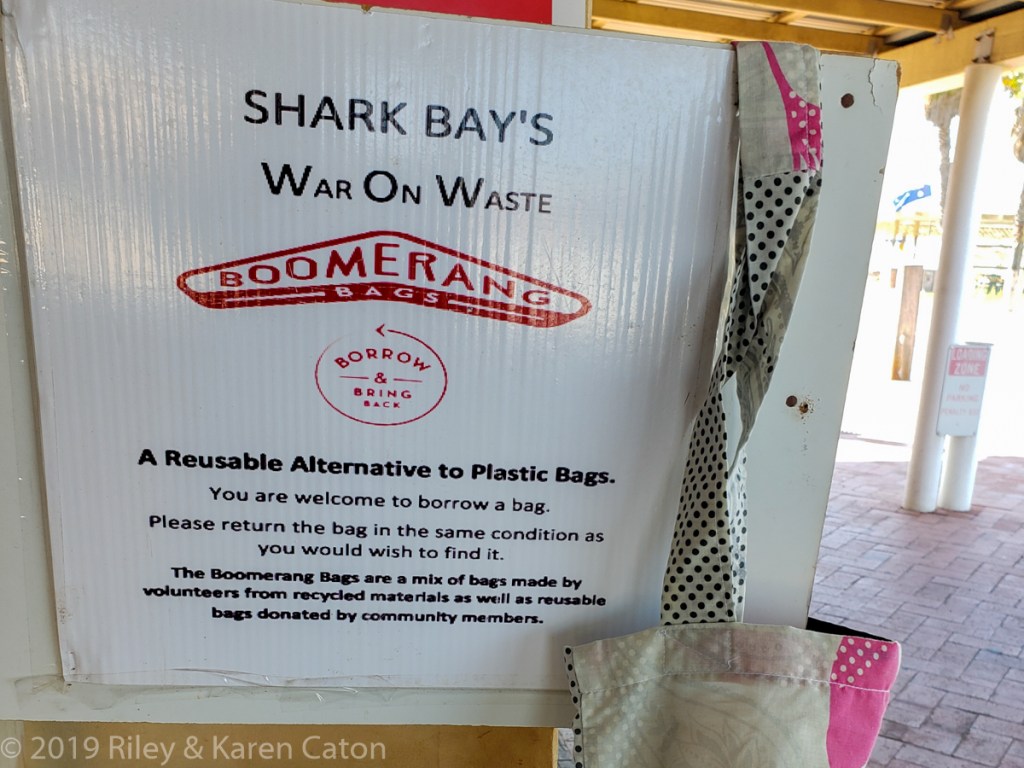 SHARK BAY'S
WAR ON WASTE
BOOMERANG
BAGS
BORROW
&
BRING
BACK
A Reusable Alternative to Plastic Bags.
You are welcome to borrow a bag.
Please return the bag in the same condition as
you would wish to find it.
The Boomerang Bags are a mix of bags made by
volunteers from recycled materials as well as reusable
bags donated by community members.
LOADING
ZONE
NO
PARKING
© 2019 Riley & Karen Caton